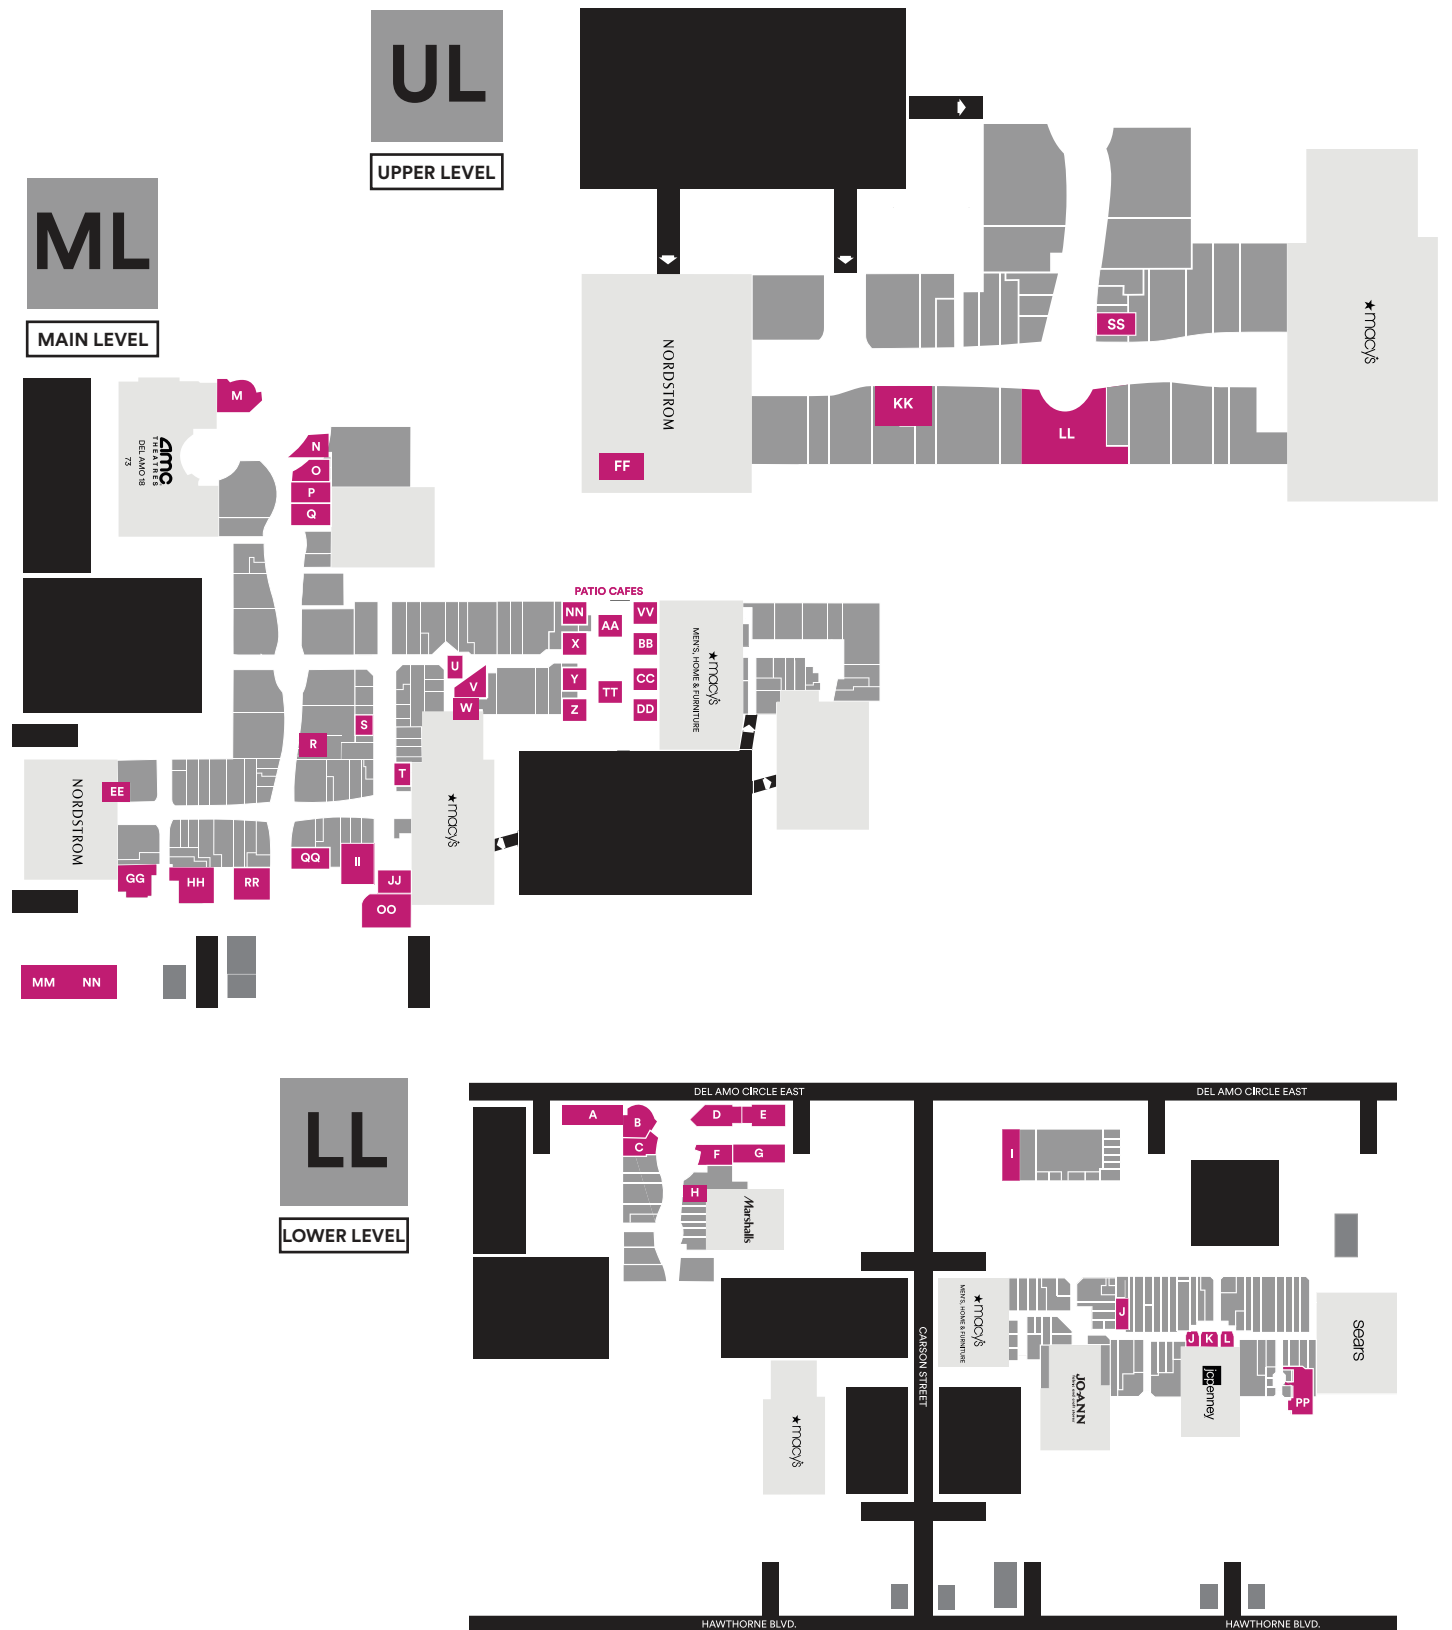 UL
UPPER LEVEL
SS
★macy's
NORDSTROM
KK
LL
FF
ML
MAIN LEVEL
M
amc
THEATRES
DEL AMO 18
73
N
O
P
Q
PATIO CAFES
NN
AA
VV
X
BB
U
V
W
Y
TT
CC
Z
DD
★macy's
MEN'S, HOME & FURNITURE
S
R
T
NORDSTROM
EE
★macy's
GG
HH
RR
QQ
II
JJ
OO
MM
NN
LL
LOWER LEVEL
DEL AMO CIRCLE EAST
DEL AMO CIRCLE EAST
A
B
C
D
E
F
G
H
Marshalls
I
CARSON STREET
★macy's
MEN'S, HOME & FURNITURE
J
J
K
L
sears
JO-ANN
jcpenney
PP
★macy's
HAWTHORNE BLVD.
HAWTHORNE BLVD.